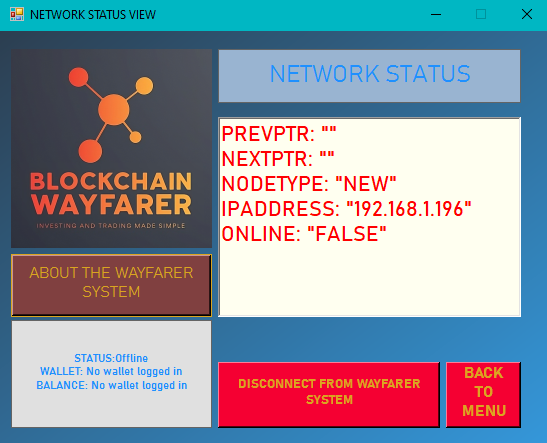 NETWORK STATUS VIEW
BLOCKCHAIN
WAYFARER
INVESTING AND TRADING MADE SIMPLE
ABOUT THE WAYFARER
SYSTEM
STATUS:Offline
WALLET: No wallet logged in
BALANCE: No wallet logged in
NETWORK STATUS
PREVPTR: ""
NEXTPTR: ""
NODETYPE: "NEW"
IPADDRESS: "192.168.1.196"
ONLINE: "FALSE"
DISCONNECT FROM WAYFARER
SYSTEM
BACK
TO
MENU